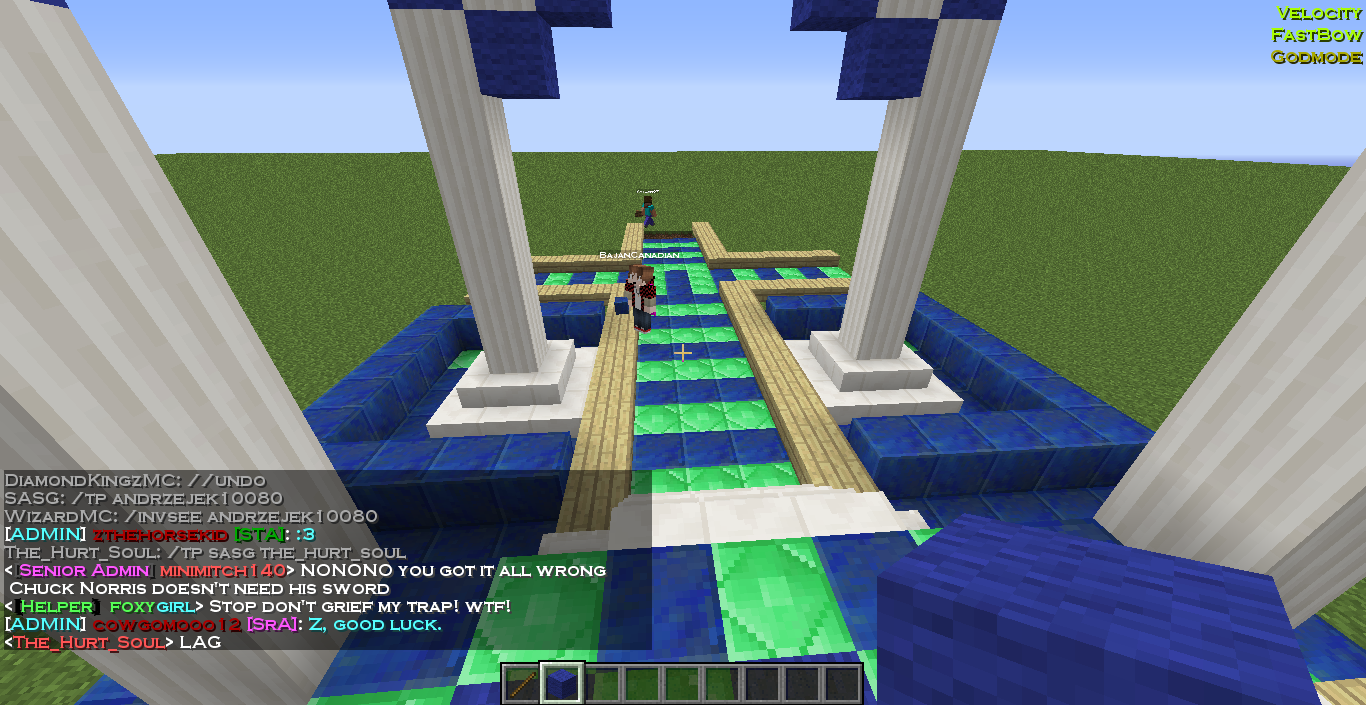 Velocity
FastBow
Godmode
BajanCanadian
DiamondKingzMC: //undo
SASG: /tp andrzejek10080
WizardMC: /invsee andrzejek10080
[ADMIN] zthehorsekid [STA]: :3
The_Hurt_Soul: /tp sasg the_hurt_soul
<[Senior Admin] minimitch140> NONONO you got it all wrong
Chuck Norris doesn't need his sword
<[Helper] foxygirl> Stop don't grief my trap! wtf!
[ADMIN] cowgomooo12 [SrA]: Z, good luck.
<The_Hurt_Soul> LAG